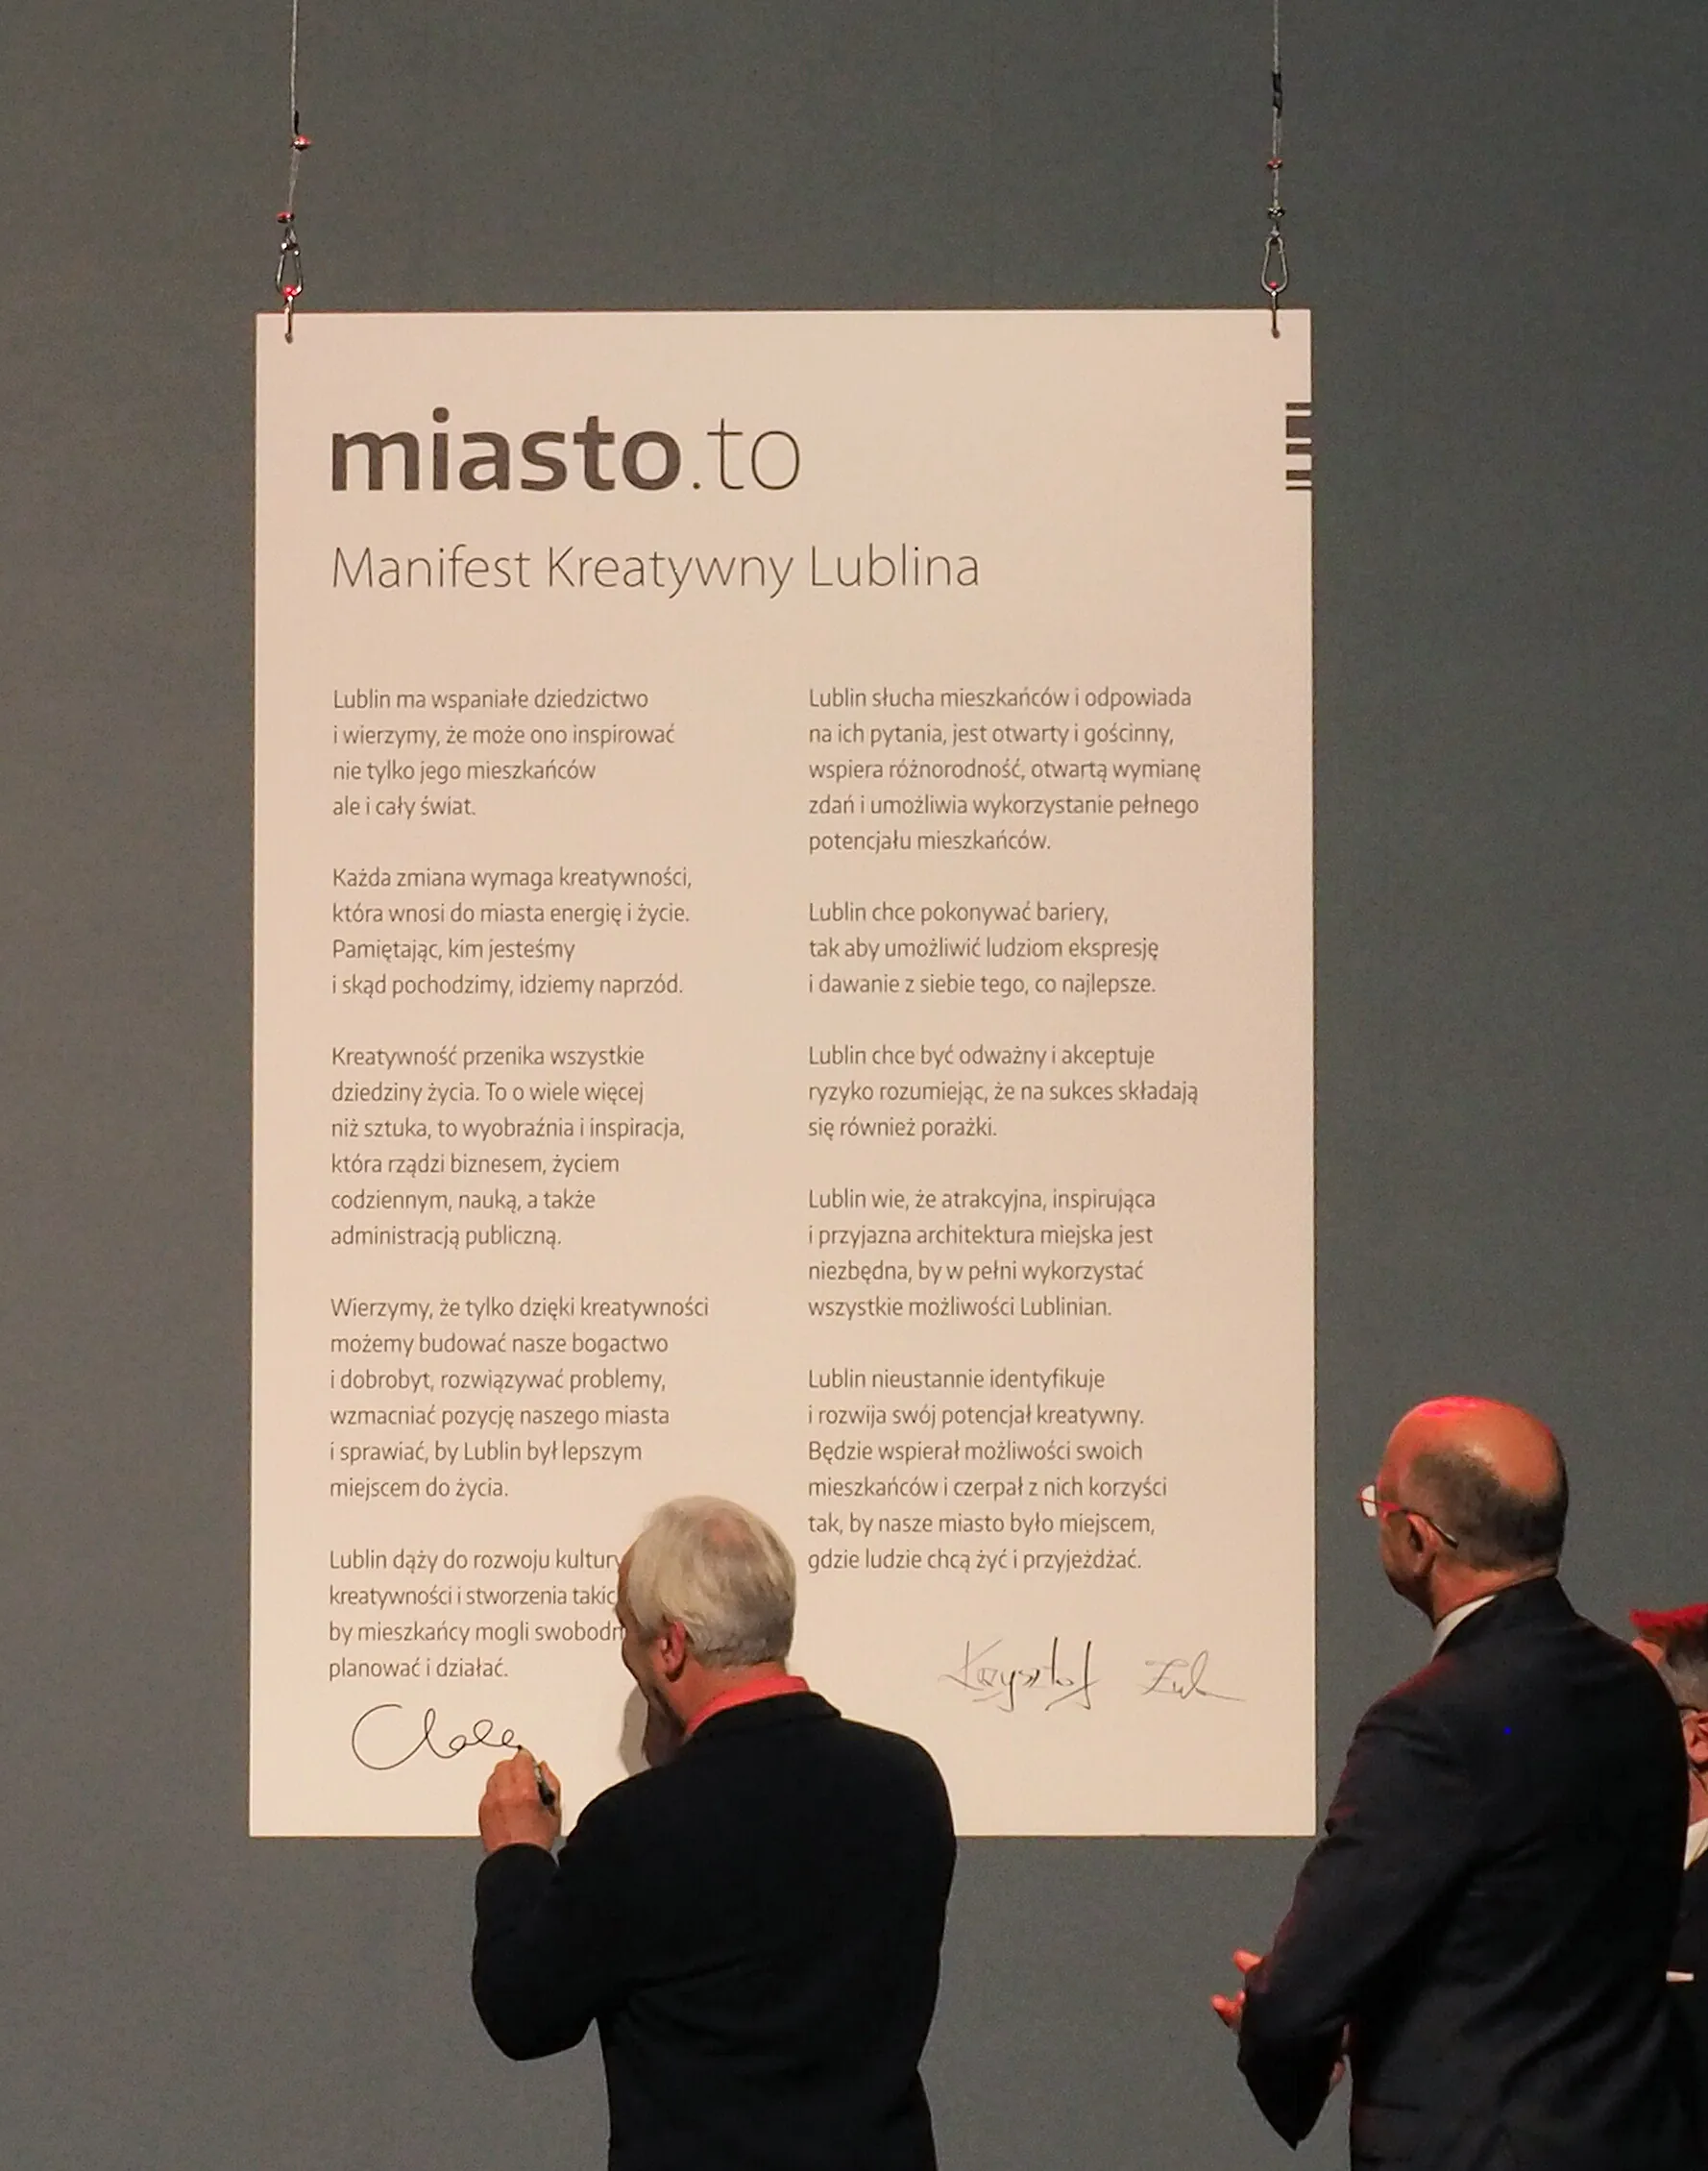 miasto.to
Manifest Kreatywny Lublina
Lublin ma wspaniałe dziedzictwo
i wierzymy, że może ono inspirować
nie tylko jego mieszkańców
ale i cały świat.
Każda zmiana wymaga kreatywności,
która wnosi do miasta energię i życie.
Pamiętając, kim jesteśmy
i skąd pochodzimy, idziemy naprzód.
Kreatywność przenika wszystkie
dziedziny życia. To o wiele więcej
niż sztuka, to wyobraźnia i inspiracja,
która rządzi biznesem, życiem
codziennym, nauką, a także
administracją publiczną.
Wierzymy, że tylko dzięki kreatywności
możemy budować nasze bogactwo
i dobrobyt, rozwiązywać problemy,
wzmacniać pozycję naszego miasta
i sprawiać, by Lublin był lepszym
miejscem do życia.
Lublin dąży do rozwoju
kreatywności i stworzenia
by mieszkańcy mogli
planować i działać.
Lublin słucha mieszkańców i odpowiada
na ich pytania, jest otwarty i gościnny,
wspiera różnorodność, otwartą wymianę
zdań i umożliwia wykorzystanie pełnego
potencjału mieszkańców.
Lublin chce pokonywać bariery,
tak aby umożliwić ludziom ekspresję
i dawanie z siebie tego, co najlepsze.
Lublin chce być odważny i akceptuje
ryzyko rozumiejąc, że na sukces składają
się również porażki.
Lublin wie, że atrakcyjna, inspirująca
i przyjazna architektura miejska jest
niezbędna, by w pełni wykorzystać
wszystkie możliwości Lublinian.
Lublin nieustannie identyfikuje
i rozwija swój potencjał kreatywny.
Będzie wspierał możliwości swoich
mieszkańców i czerpał z nich korzyści
tak, by nasze miasto było miejscem,
gdzie ludzie chcą żyć i przyjeżdżać.
Krzysztof Żuk